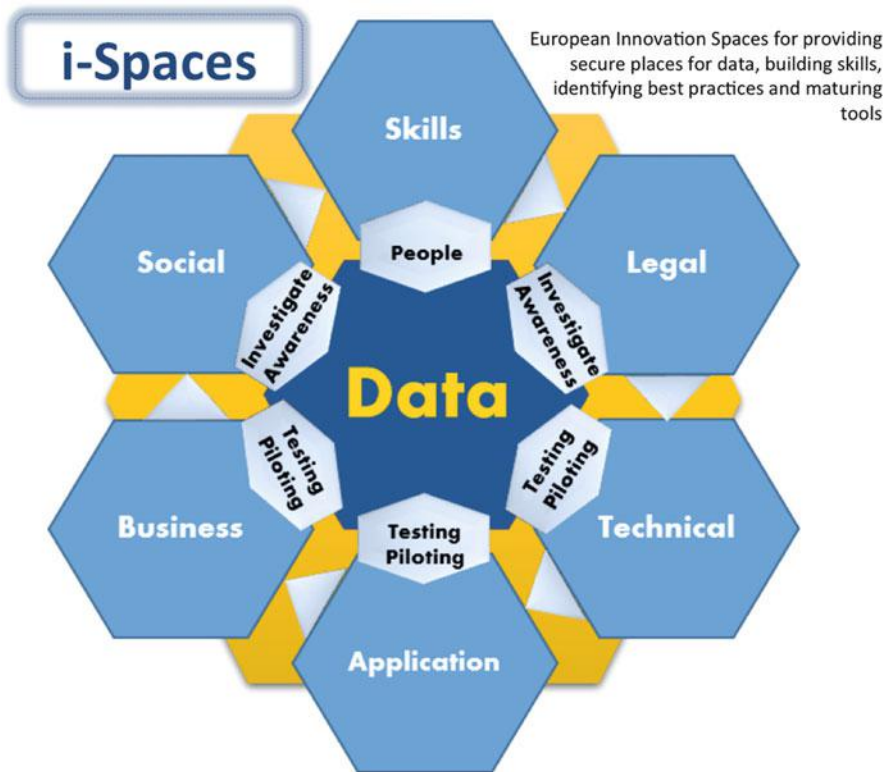 i-Spaces
European Innovation Spaces for providing
secure places for data, building skills,
identifying best practices and maturing
tools
Skills
People
Social
Legal
Investigate
Awareness
Investigate
Awareness
Data
Testing
Piloting
Testing
Piloting
Business
Technical
Testing
Piloting
Application